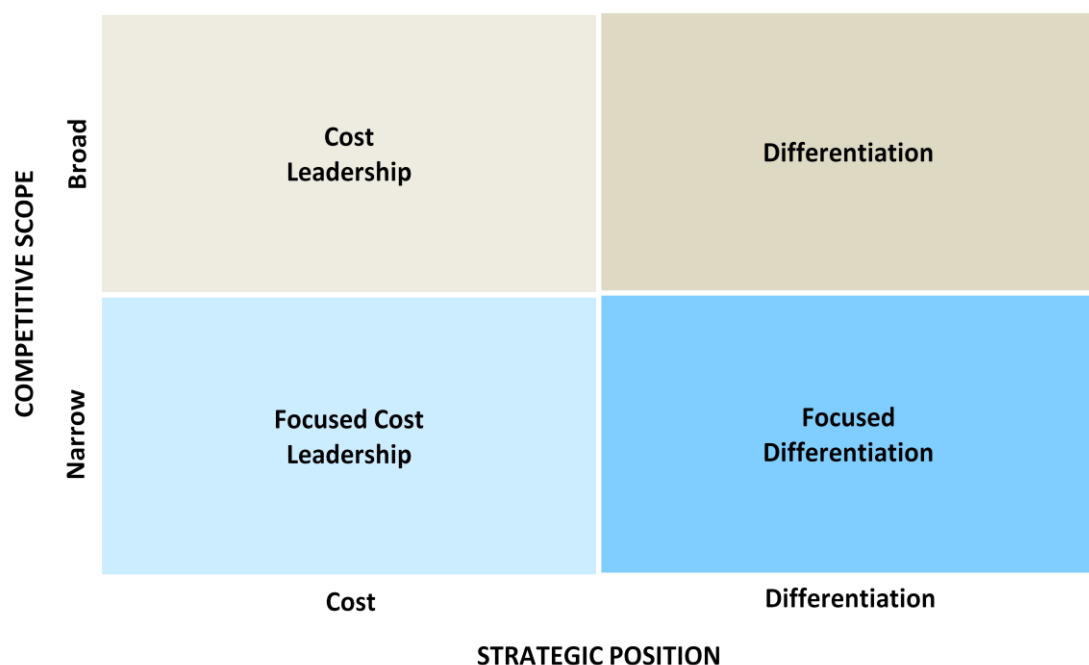 COMPETITIVE SCOPE
Broad
Cost
Leadership
Differentiation
Narrow
Focused Cost
Leadership
Focused
Differentiation
Cost
Differentiation
STRATEGIC POSITION